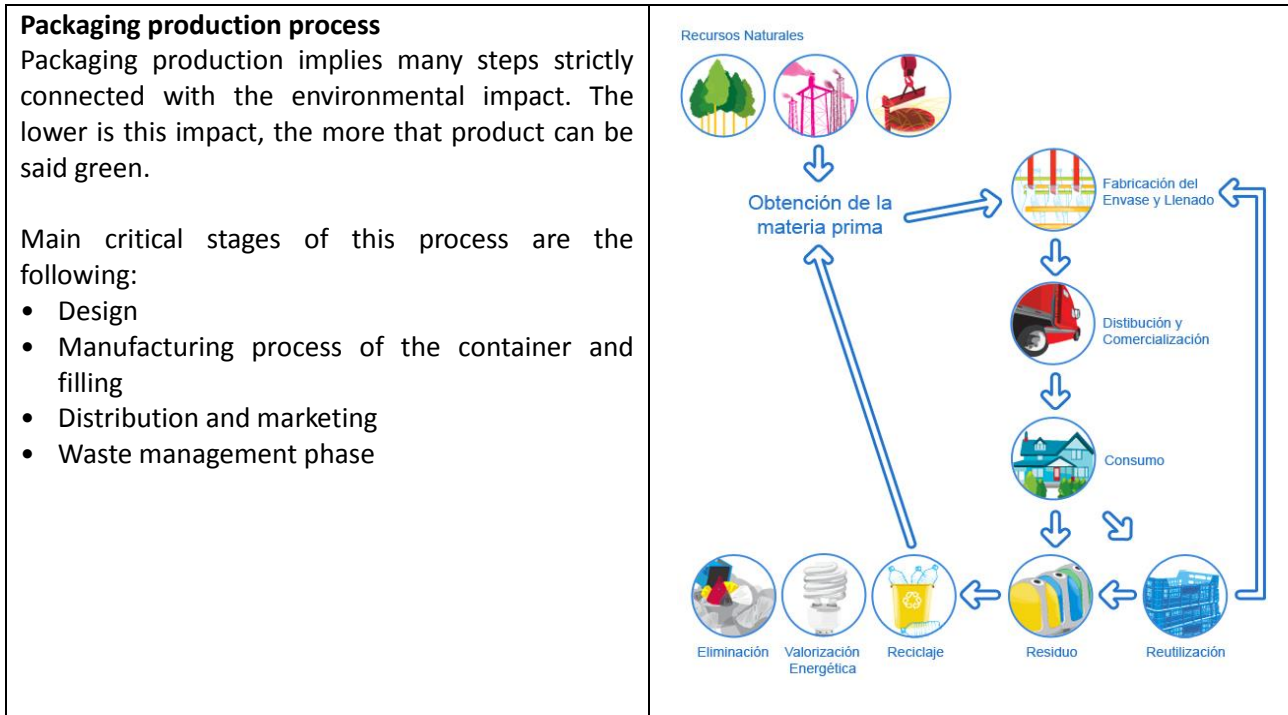 Packaging production process
Packaging production implies many steps strictly
connected with the environmental impact. The
lower is this impact, the more that product can be
said green.
Main critical stages of this process are the
following:
• Design
• Manufacturing process of the container and
filling
• Distribution and marketing
• Waste management phase
Recursos Naturales
Obtención de la
materia prima
Fabricación del
Envase y Llenado
Distibución y
Comercialización
Consumo
Eliminación
Valorización
Energética
Reciclaje
Residuo
Reutilización